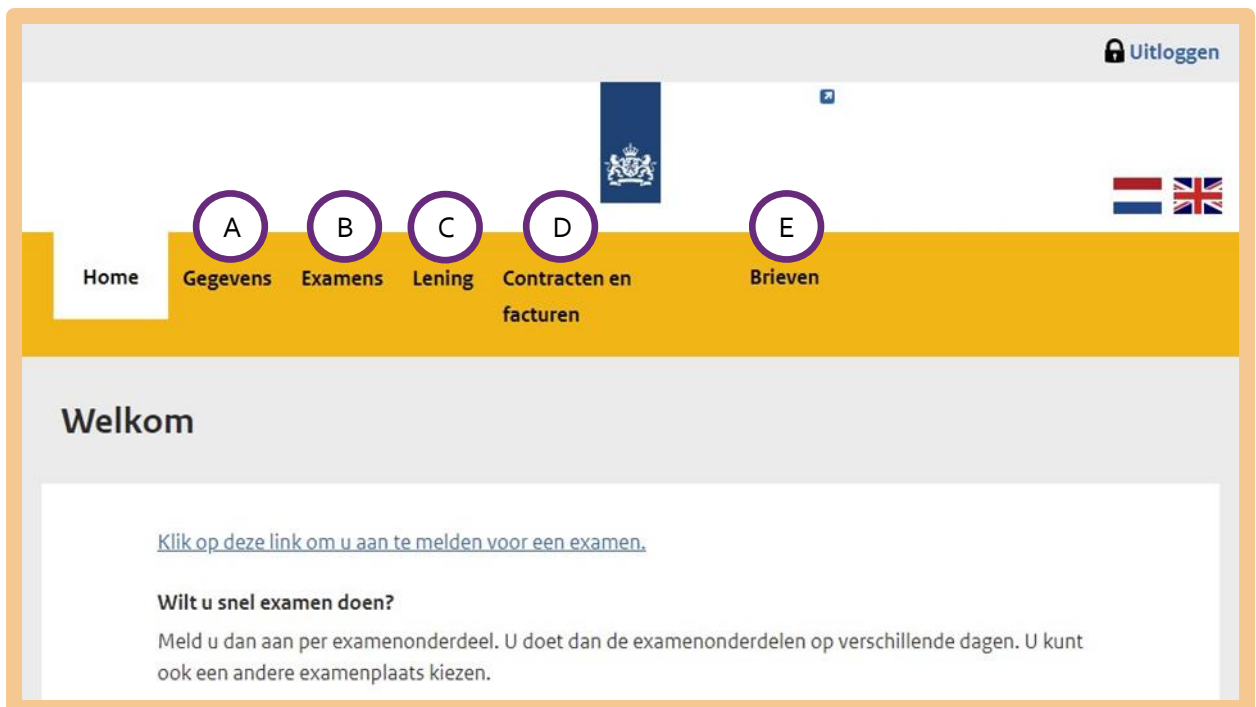 Uitloggen
A B C D E
Home Gegevens Examens Lening Contracten en Brieven
facturen
Welkom
Klik op deze link om u aan te melden voor een examen.
Wilt u snel examen doen?
Meld u dan aan per examenonderdeel. U doet dan de examenonderdelen op verschillende dagen. U kunt
ook een andere examenplaats kiezen.